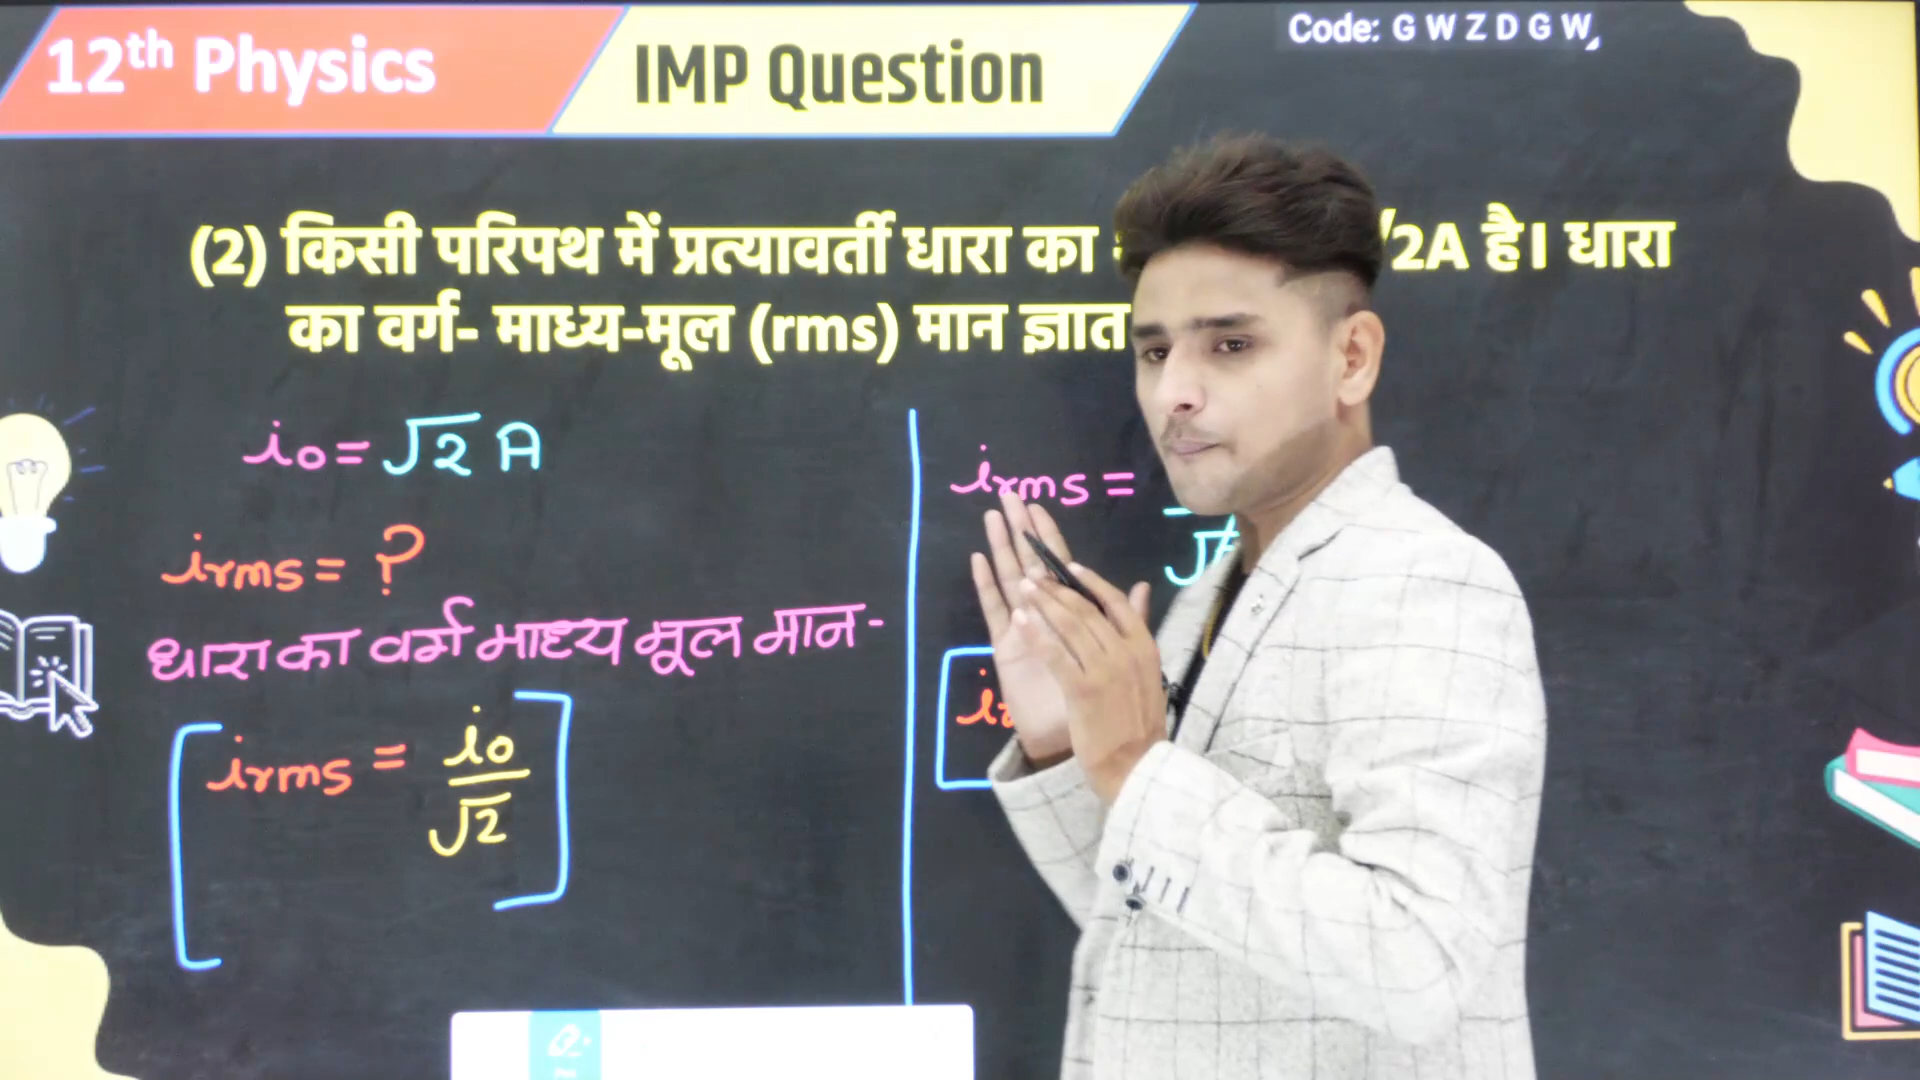 12th Physics
IMP Question
Code: G W Z D G W
(2) किसी परिपथ में प्रत्यावर्ती धारा का 2A है। धारा
का वर्ग- माध्य-मूल (rms) मान ज्ञात
i₀ = √2 A
irms = ?
धारा का वर्ग माध्य मूल मान-
irms = i₀/√2
irms =